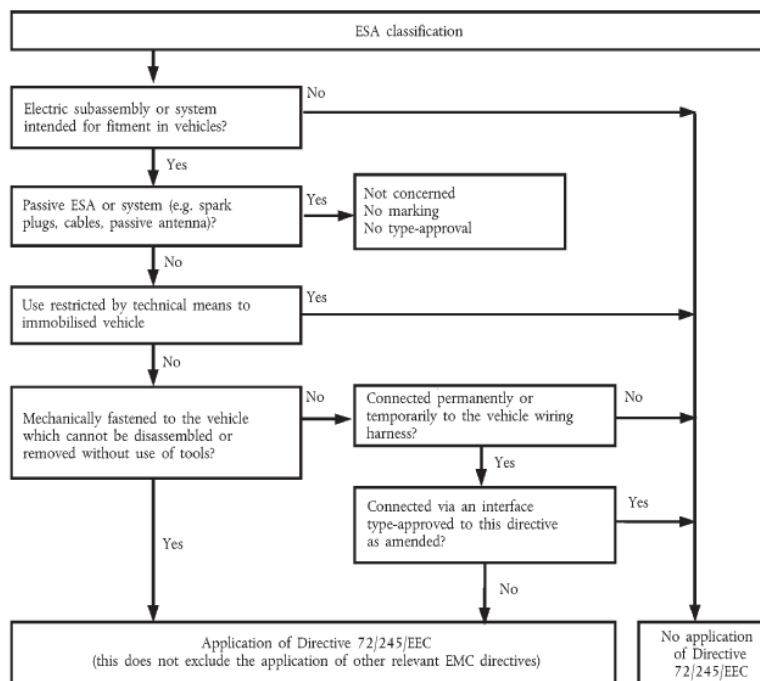 ESA classification
No
Electric subassembly or system
intended for fitment in vehicles?
Yes
Passive ESA or system (e.g. spark
plugs, cables, passive antenna)?
Yes
Not concerned
No marking
No type-approval
No
Use restricted by technical means to
immobilised vehicle
Yes
No
Mechanically fastened to the vehicle
which cannot be disassembled or
removed without use of tools?
No
Connected permanently or
temporarily to the vehicle wiring
harness?
No
Yes
Connected via an interface
type-approved to this directive
as amended?
Yes
Yes
No
Application of Directive 72/245/EEC
(this does not exclude the application of other relevant EMC directives)
No application
of Directive
72/245/EEC